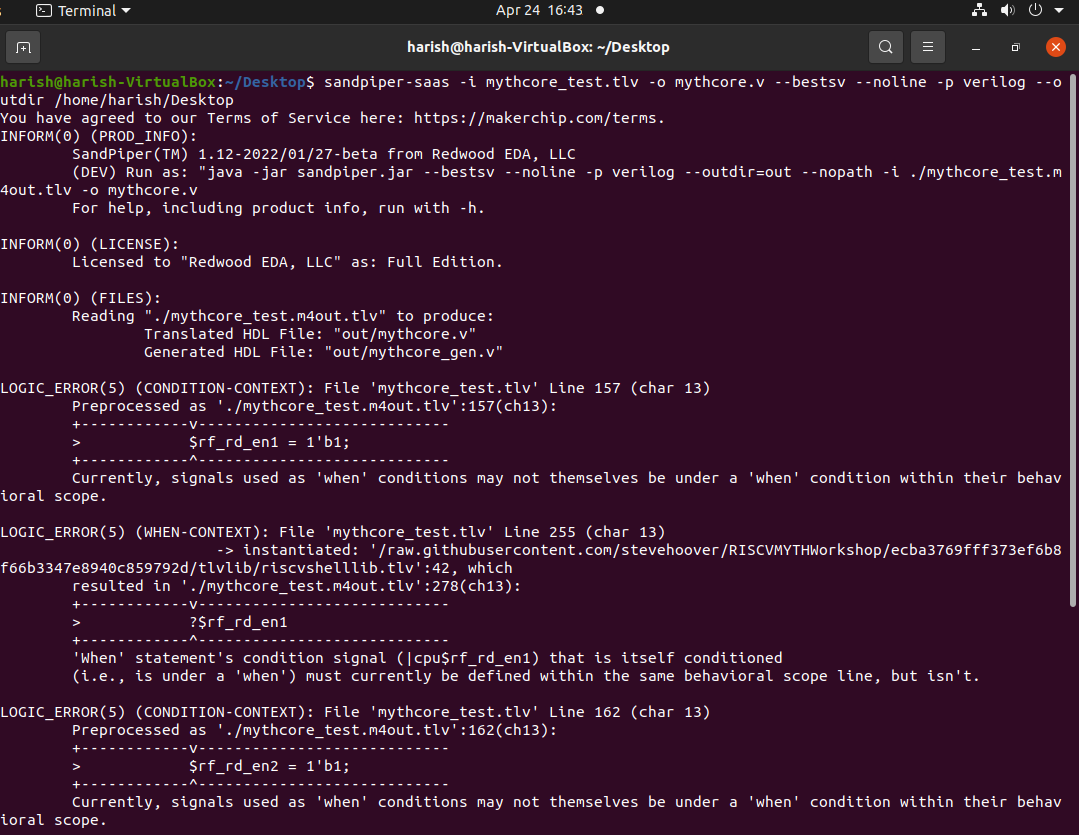 Terminal
Apr 24 16:43
harish@harish-VirtualBox: ~/Desktop
harish@harish-VirtualBox:~/Desktop$ sandpiper-saas -i mythcore_test.tlv -o mythcore.v --bestsv --noline -p verilog --o
utdir /home/harish/Desktop
You have agreed to our Terms of Service here: https://makerchip.com/terms.
INFORM(0) (PROD_INFO):
        SandPiper(TM) 1.12-2022/01/27-beta from Redwood EDA, LLC
        (DEV) Run as: "java -jar sandpiper.jar --bestsv --noline -p verilog --outdir=out --nopath -i ./mythcore_test.m
4out.tlv -o mythcore.v
        For help, including product info, run with -h.
INFORM(0) (LICENSE):
        Licensed to "Redwood EDA, LLC" as: Full Edition.
INFORM(0) (FILES):
        Reading "./mythcore_test.m4out.tlv" to produce:
                Translated HDL File: "out/mythcore.v"
                Generated HDL File: "out/mythcore_gen.v"
LOGIC_ERROR(5) (CONDITION-CONTEXT): File 'mythcore_test.tlv' Line 157 (char 13)
        Preprocessed as './mythcore_test.m4out.tlv':157(ch13):
        +------------v----------------------------
        >            $rf_rd_en1 = 1'b1;
        +------------^----------------------------
        Currently, signals used as 'when' conditions may not themselves be under a 'when' condition within their behav
ioral scope.
LOGIC_ERROR(5) (WHEN-CONTEXT): File 'mythcore_test.tlv' Line 255 (char 13)
                        -> instantiated: '/raw.githubusercontent.com/stevehoover/RISCVMYTHWorkshop/ecba3769fff373ef6b8
f66b3347e8940c859792d/tlvlib/riscvshelllib.tlv':42, which
        resulted in './mythcore_test.m4out.tlv':278(ch13):
        +------------v----------------------------
        >            ?$rf_rd_en1
        +------------^----------------------------
        'When' statement's condition signal (|cpu$rf_rd_en1) that is itself conditioned
        (i.e., is under a 'when') must currently be defined within the same behavioral scope line, but isn't.
LOGIC_ERROR(5) (CONDITION-CONTEXT): File 'mythcore_test.tlv' Line 162 (char 13)
        Preprocessed as './mythcore_test.m4out.tlv':162(ch13):
        +------------v----------------------------
        >            $rf_rd_en2 = 1'b1;
        +------------^----------------------------
        Currently, signals used as 'when' conditions may not themselves be under a 'when' condition within their behav
ioral scope.